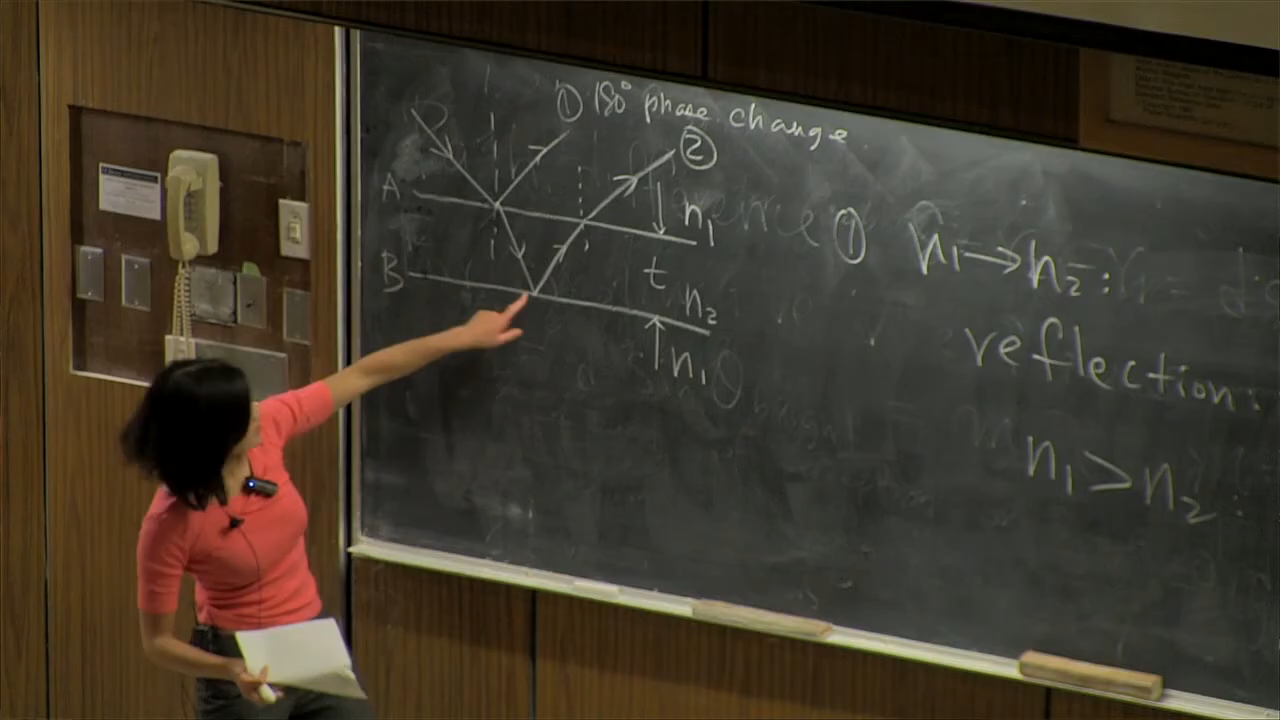 ① 180° phase change
②
A
n₁
B
t
n₂
n₁
① n₁→n₂:
reflection:
n₁>n₂: